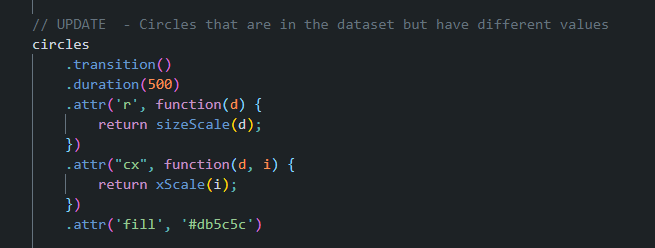 // UPDATE  - Circles that are in the dataset but have different values
circles
    .transition()
    .duration(500)
    .attr('r', function(d) {
        return sizeScale(d);
    })
    .attr("cx", function(d, i) {
        return xScale(i);
    })
    .attr('fill', '#db5c5c')